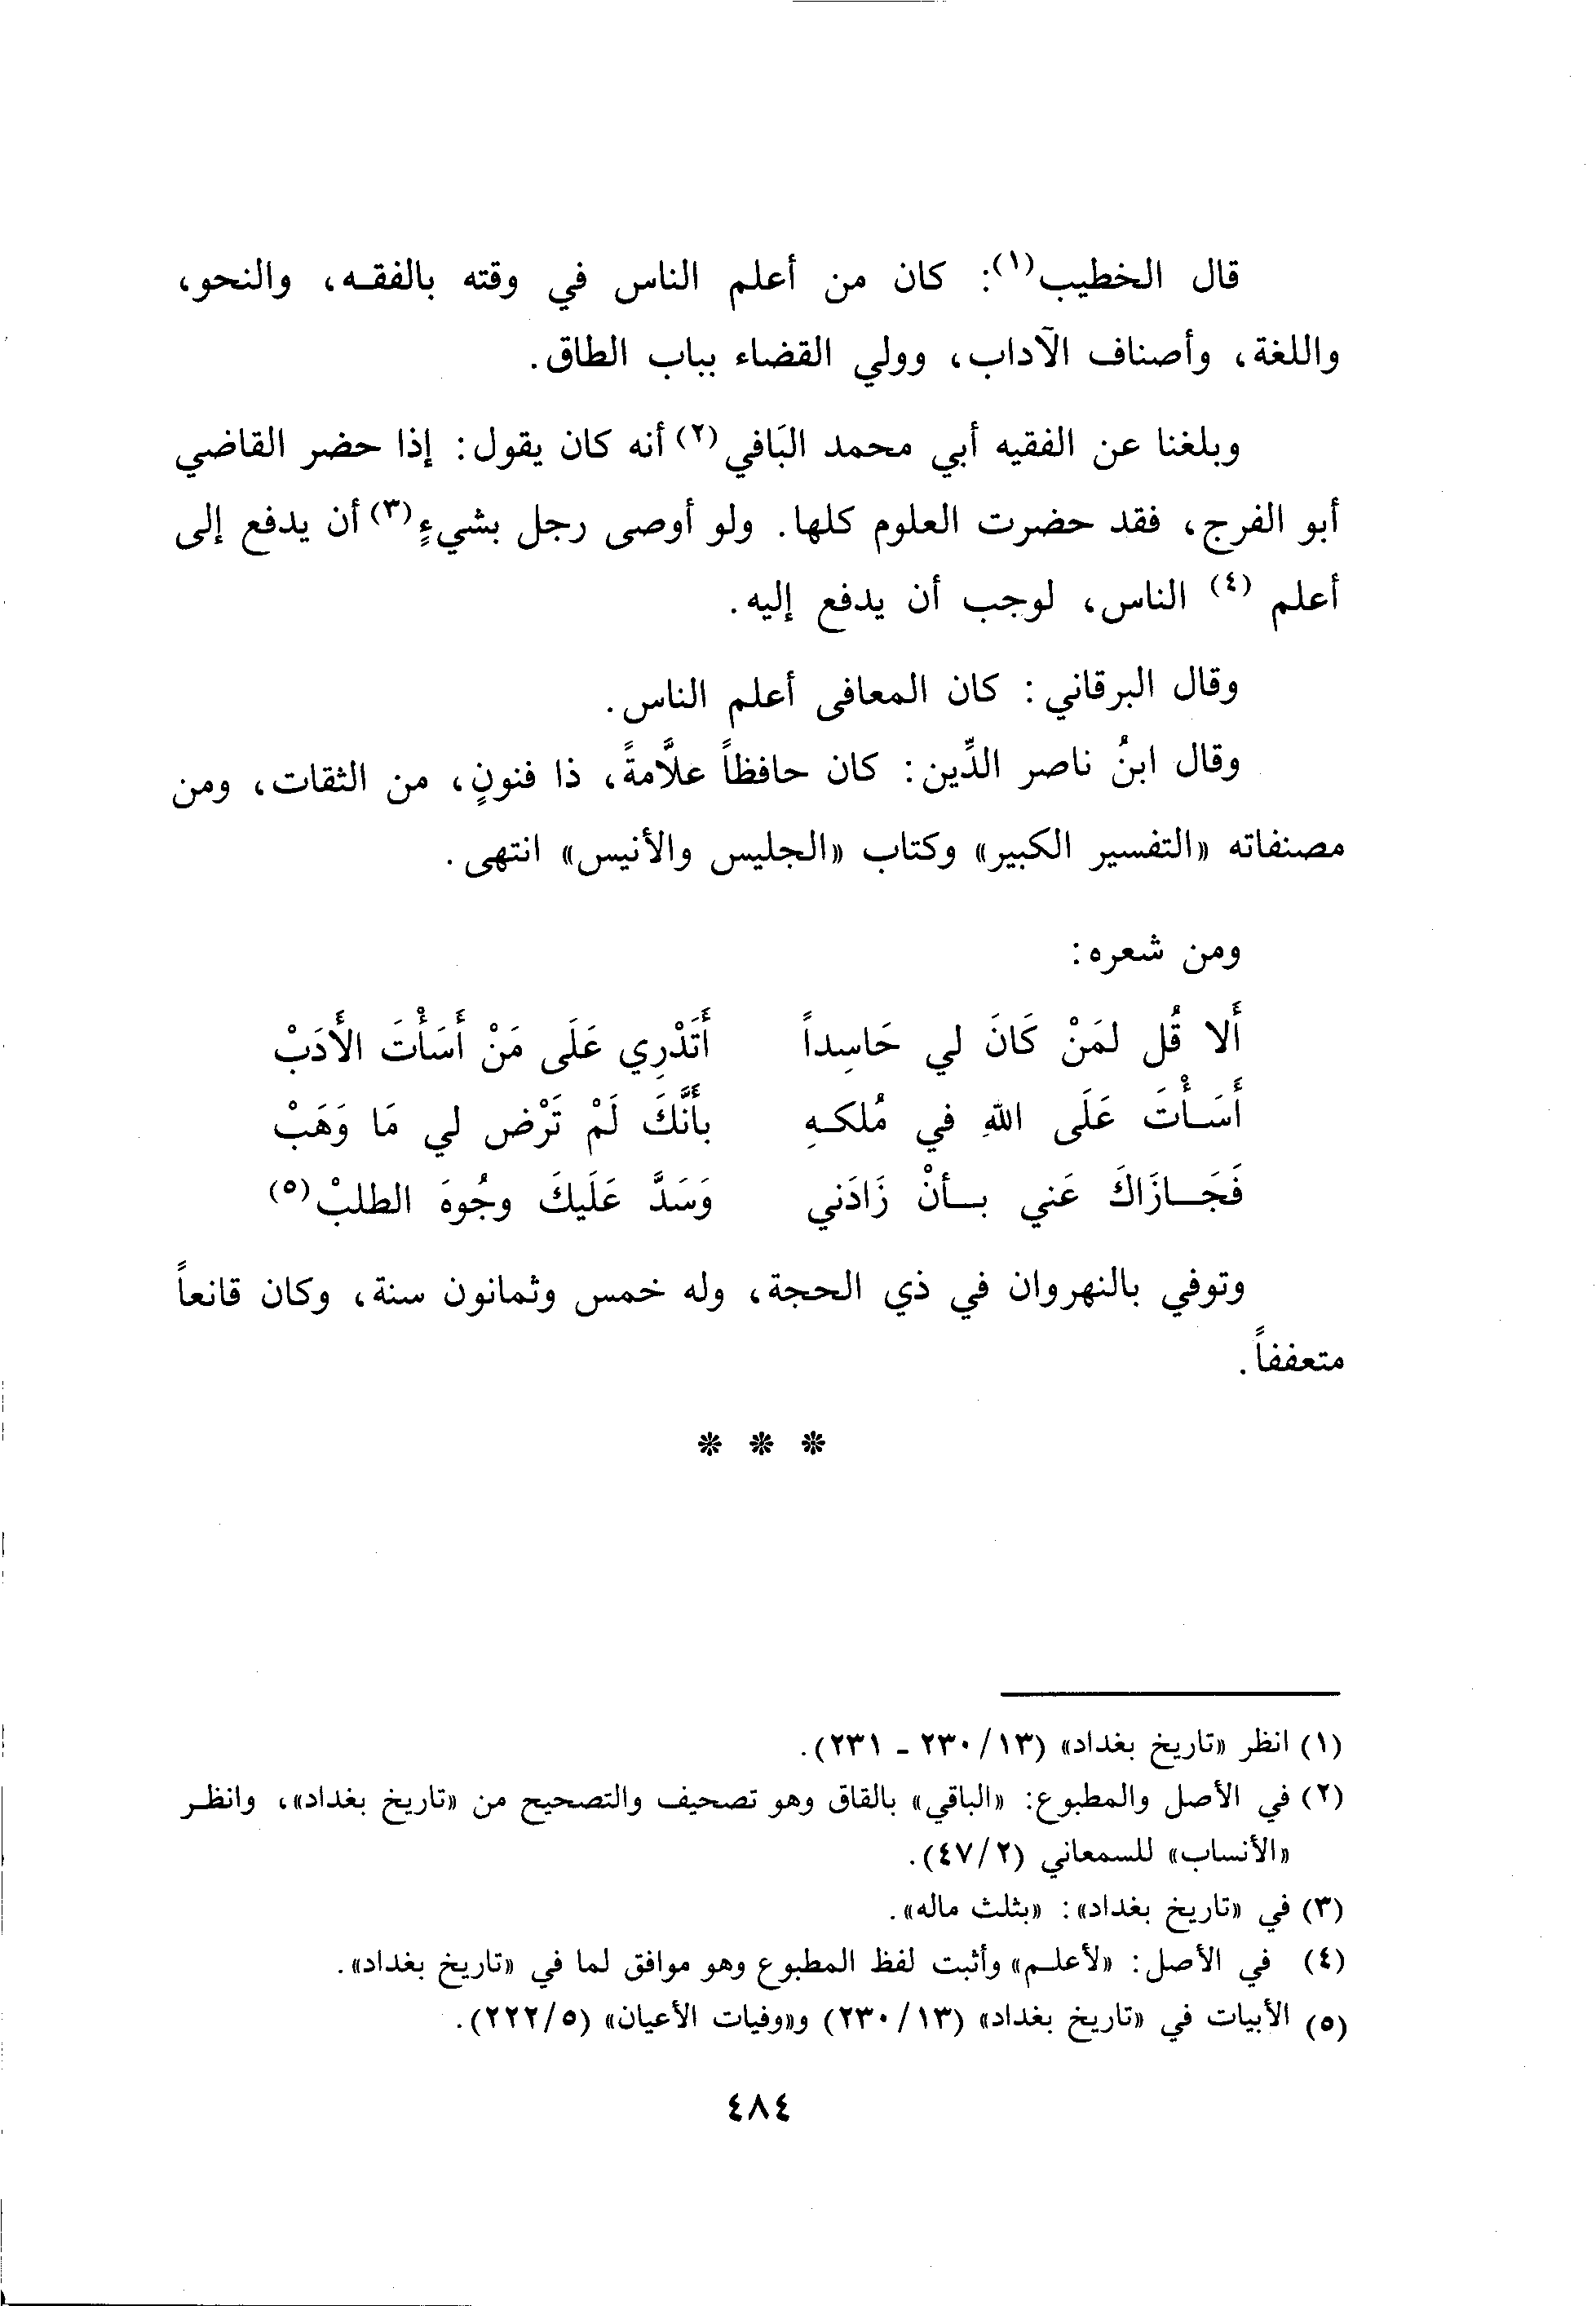 قال الخطيب(١): كان من أعلم الناس في وقته بالفقـه، والنحو،
واللغة، وأصناف الآداب، وولي القضاء بباب الطاق.
وبلغنا عن الفقيه أبي محمد البَافي(٢) أنه كان يقول: إذا حضر القاضي
أبو الفرج، فقد حضرت العلوم كلها. ولو أوصى رجل بشيءٍ(٣) أن يدفع إلى
أعلم (٤) الناس، لوجب أن يدفع إليه.
وقال البرقاني: كان المعافى أعلم الناس.
وقال ابنُ ناصر الدِّين: كان حافظاً علاَّمةً، ذا فنونٍ، من الثقات، ومن
مصنفاته «التفسير الكبير» وكتاب «الجليس والأنيس» انتهى.
ومن شعره:
أَلا قُل لمَنْ كَانَ لي حَاسِداً أَتَدْرِي عَلَى مَنْ أَسَأْتَ الأَدَبْ
أَسَـأْتَ عَلَى اللهِ في مُلكـهِ بأَنَّكَ لَمْ تَرْض لي مَا وَهَبْ
فَجَـازَاكَ عَني بـأنْ زَادَني وَسَدَّ عَلَيكَ وجُوهَ الطلبْ(٥)
وتوفي بالنهروان في ذي الحجة، وله خمس وثمانون سنة، وكان قانعاً
متعففاً.
* * *
(١) انظر «تاريخ بغداد» (١٣/ ٢٣٠ - ٢٣١).
(٢) في الأصل والمطبوع: «الباقي» بالقاق وهو تصحيف والتصحيح من «تاريخ بغداد»، وانظـر
«الأنساب» للسمعاني (٢/ ٤٧).
(٣) في «تاريخ بغداد»: «بثلث ماله».
(٤) في الأصل: «لأعلـم» وأثبت لفظ المطبوع وهو موافق لما في «تاريخ بغداد».
(٥) الأبيات في «تاريخ بغداد» (١٣/ ٢٣٠) و«وفيات الأعيان» (٥/ ٢٢٢).
٤٨٤